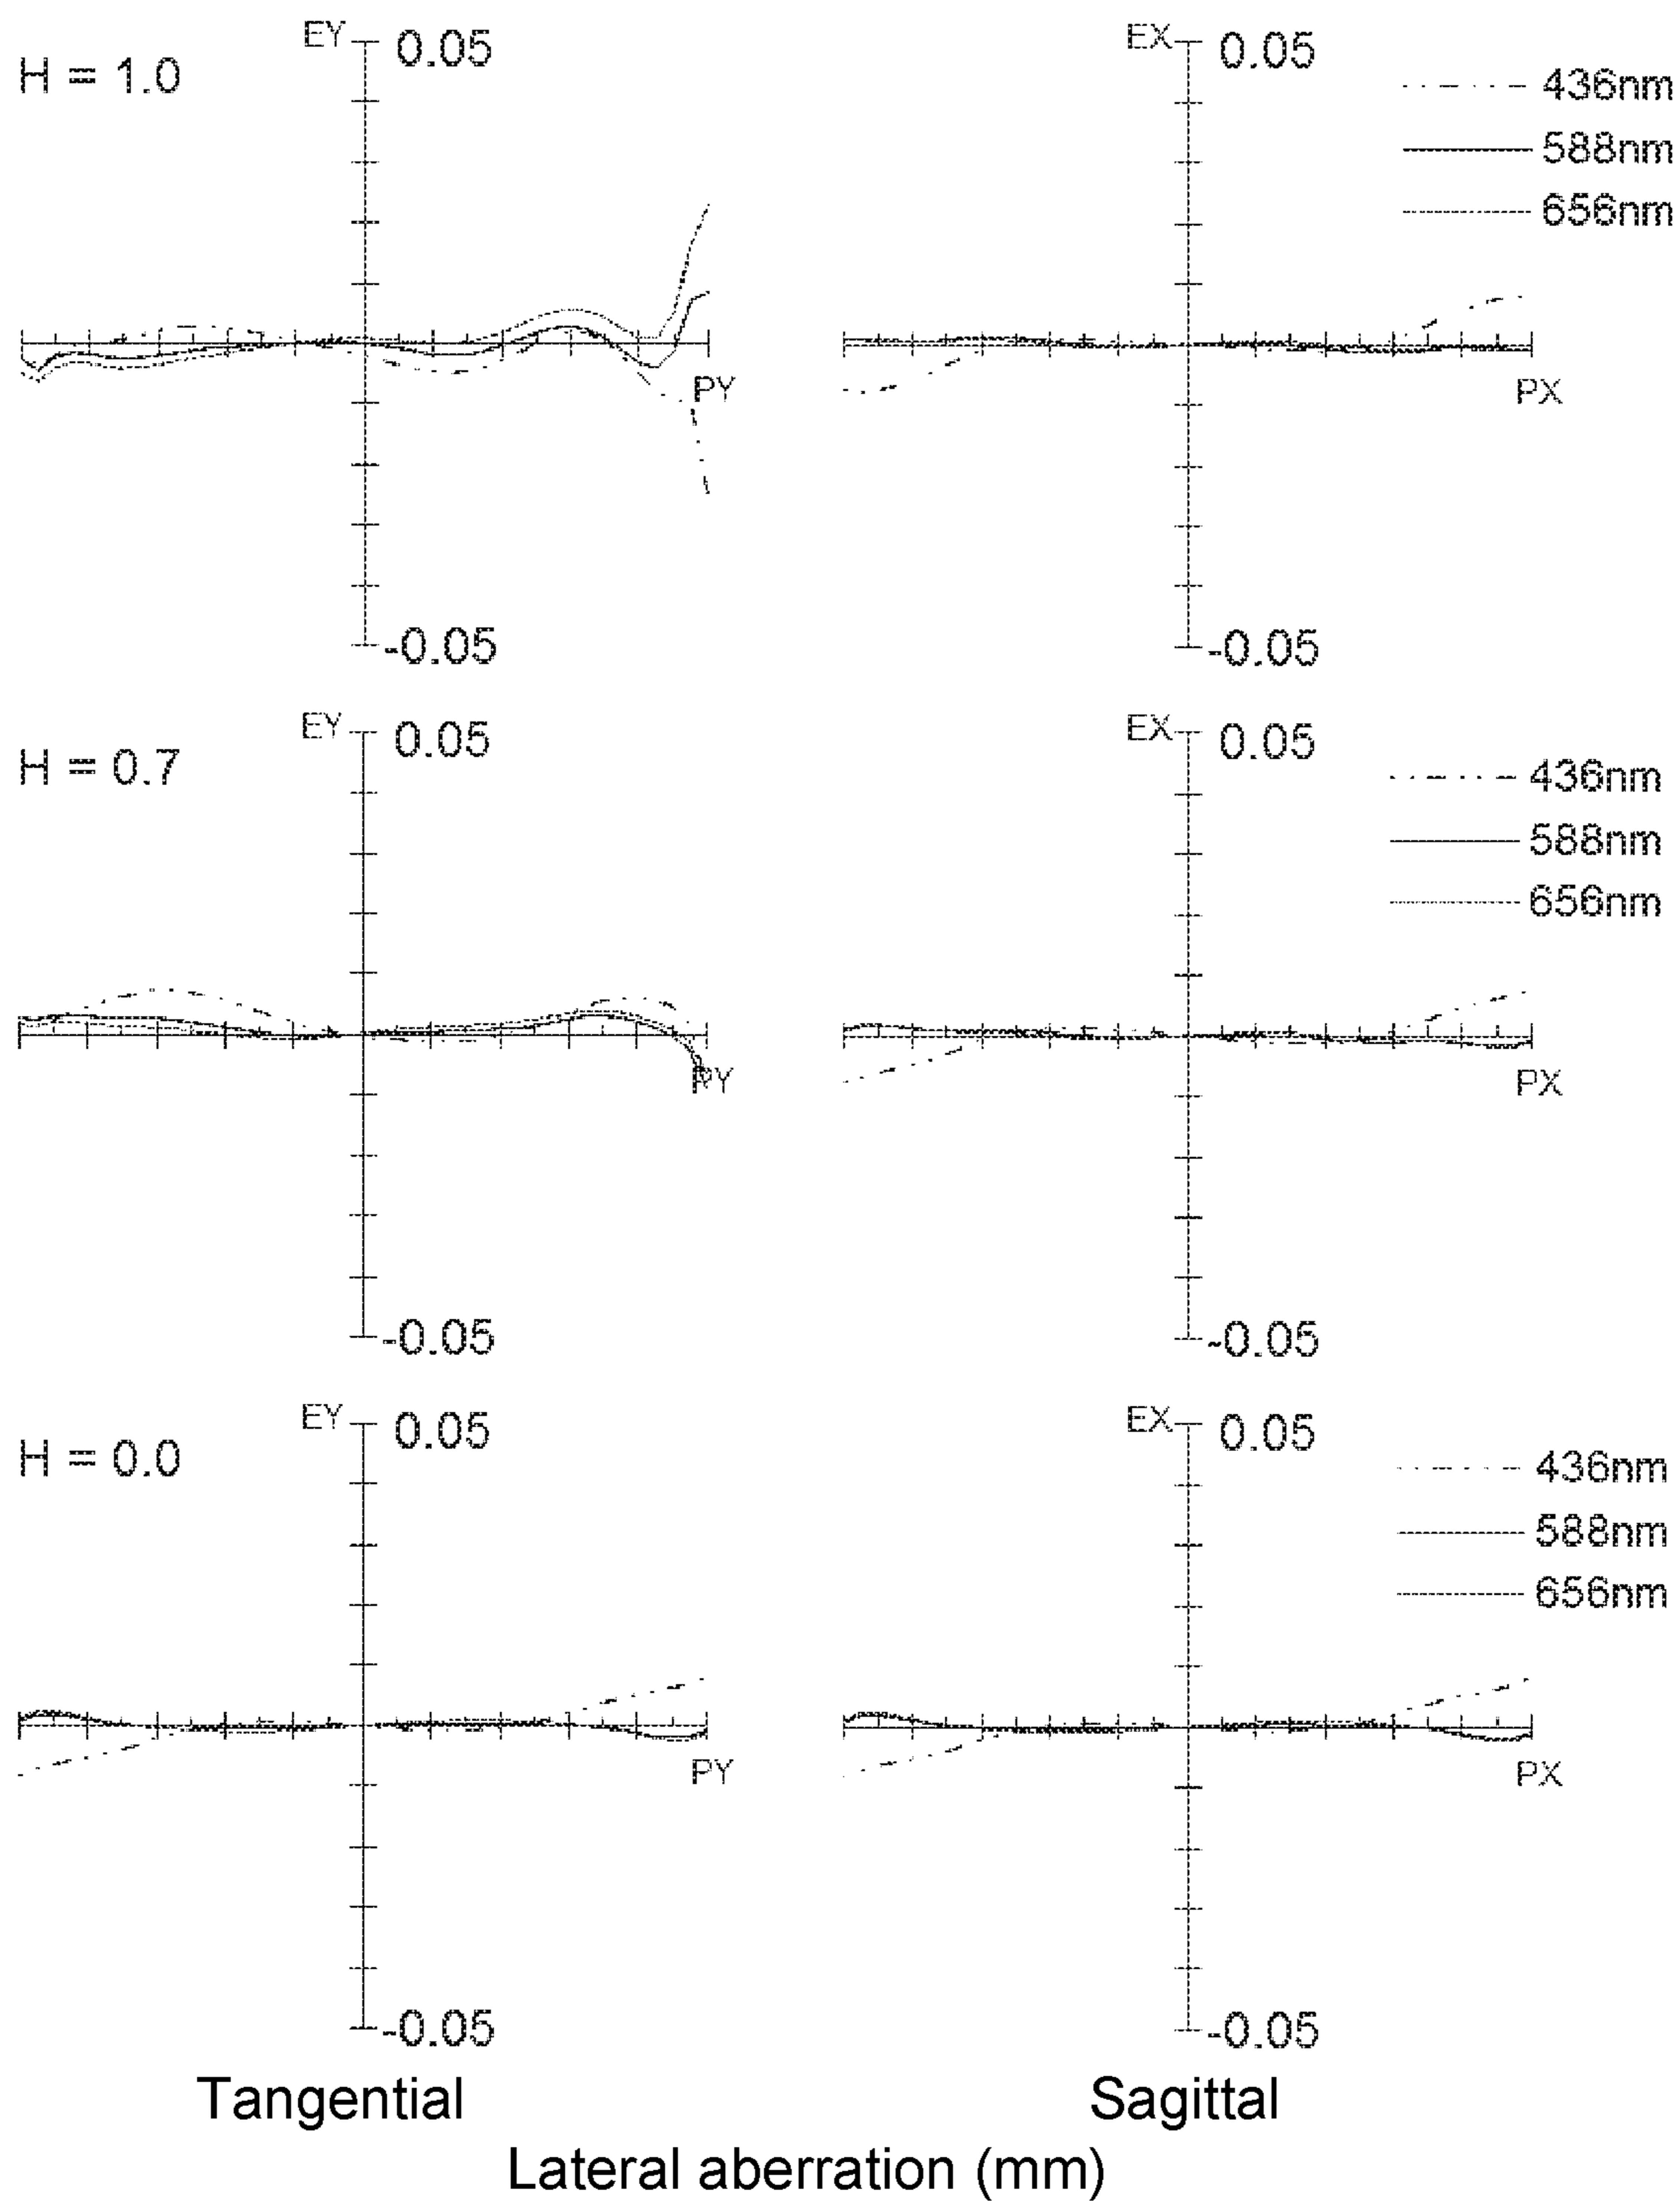 EY 0.05 EX 0.05
H = 1.0 436nm
588nm
656nm
PY PX
-0.05 -0.05
EY 0.05 EX 0.05
H = 0.7 436nm
588nm
656nm
PY PX
-0.05 -0.05
EY 0.05 EX 0.05
H = 0.0 436nm
588nm
656nm
PY PX
-0.05 -0.05
Tangential Sagittal
Lateral aberration (mm)